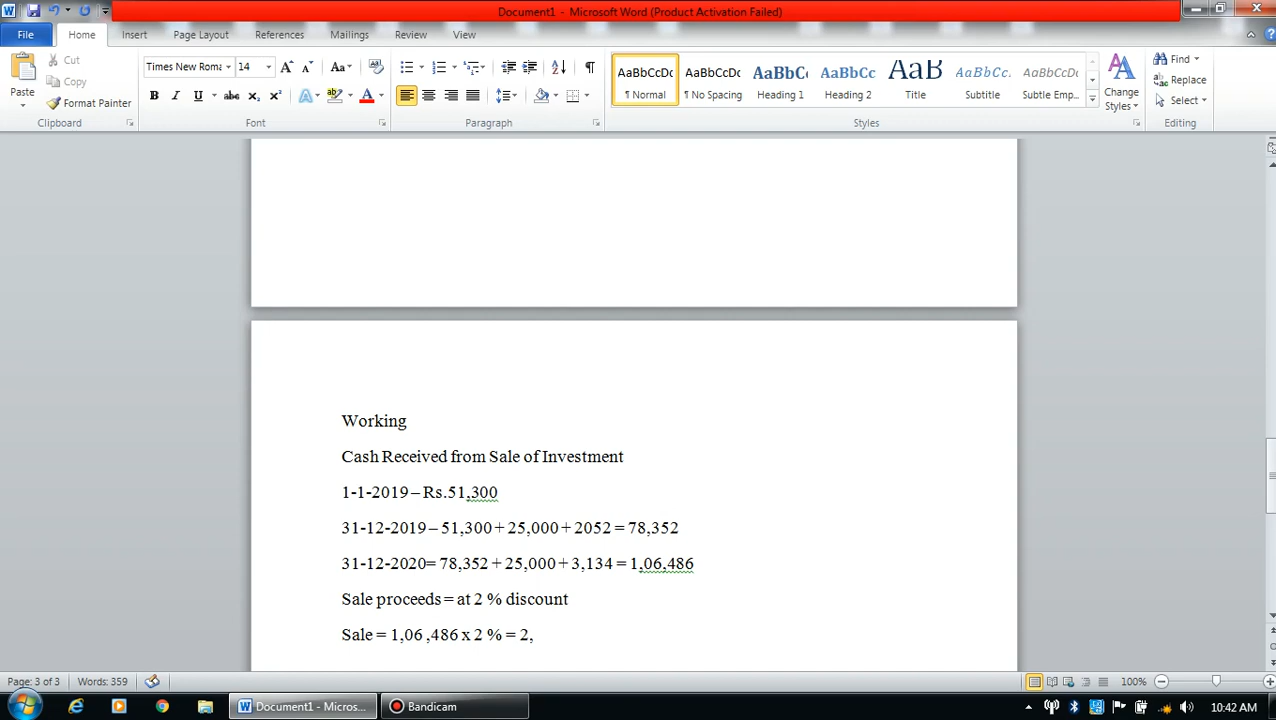 Document1 - Microsoft Word (Product Activation Failed)
File Home Insert Page Layout References Mailings Review View
Paste
Cut
Copy
Format Painter
Clipboard
Times New Roma 14
Font
Paragraph
AaBbCcDc AaBbCcDc AaBbCc AaBbCc AaB AaBbCc. AaBbCcDc
¶ Normal ¶ No Spacing Heading 1 Heading 2 Title Subtitle Subtle Emp...
Change Styles
Styles
Find
Replace
Select
Editing
Working
Cash Received from Sale of Investment
1-1-2019 – Rs.51,300
31-12-2019 – 51,300 + 25,000 + 2052 = 78,352
31-12-2020= 78,352 + 25,000 + 3,134 = 1,06,486
Sale proceeds = at 2 % discount
Sale = 1,06 ,486 x 2 % = 2,
Page: 3 of 3 Words: 359 100%
Document1 - Micros... Bandicam 10:42 AM